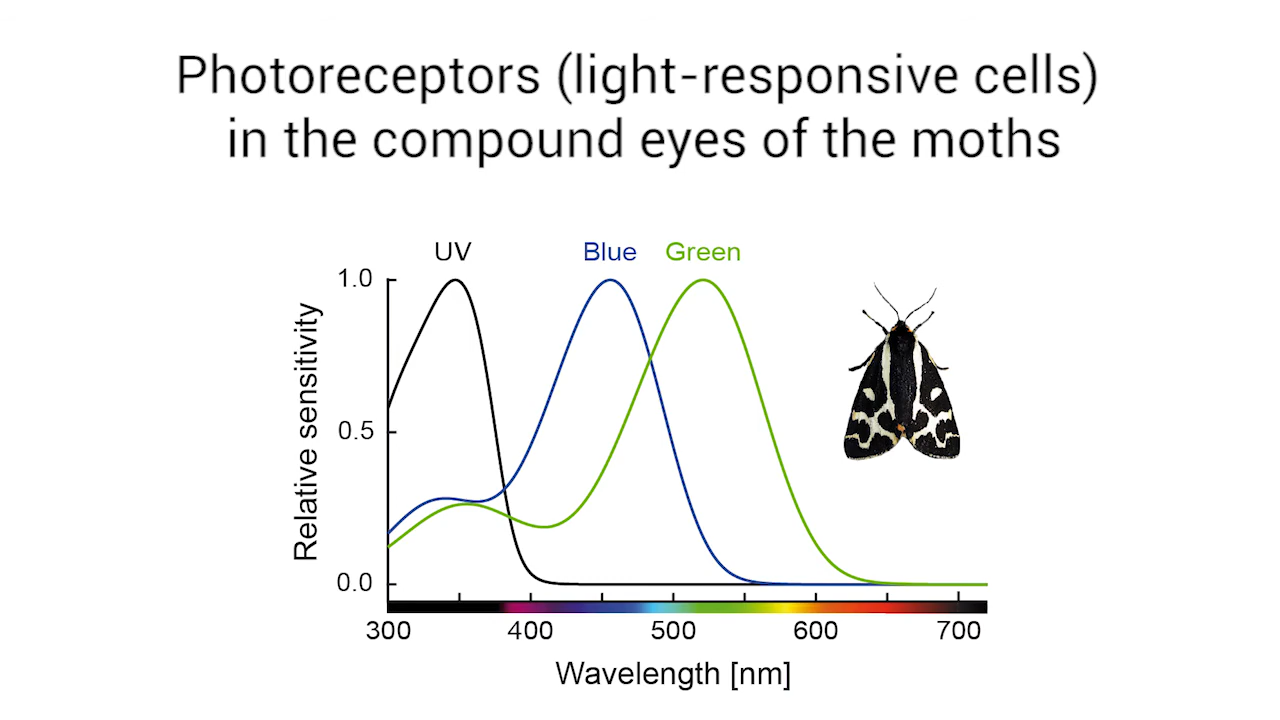 Photoreceptors (light-responsive cells)
in the compound eyes of the moths
UV Blue Green
1.0
0.5
0.0
Relative sensitivity
300 400 500 600 700
Wavelength [nm]